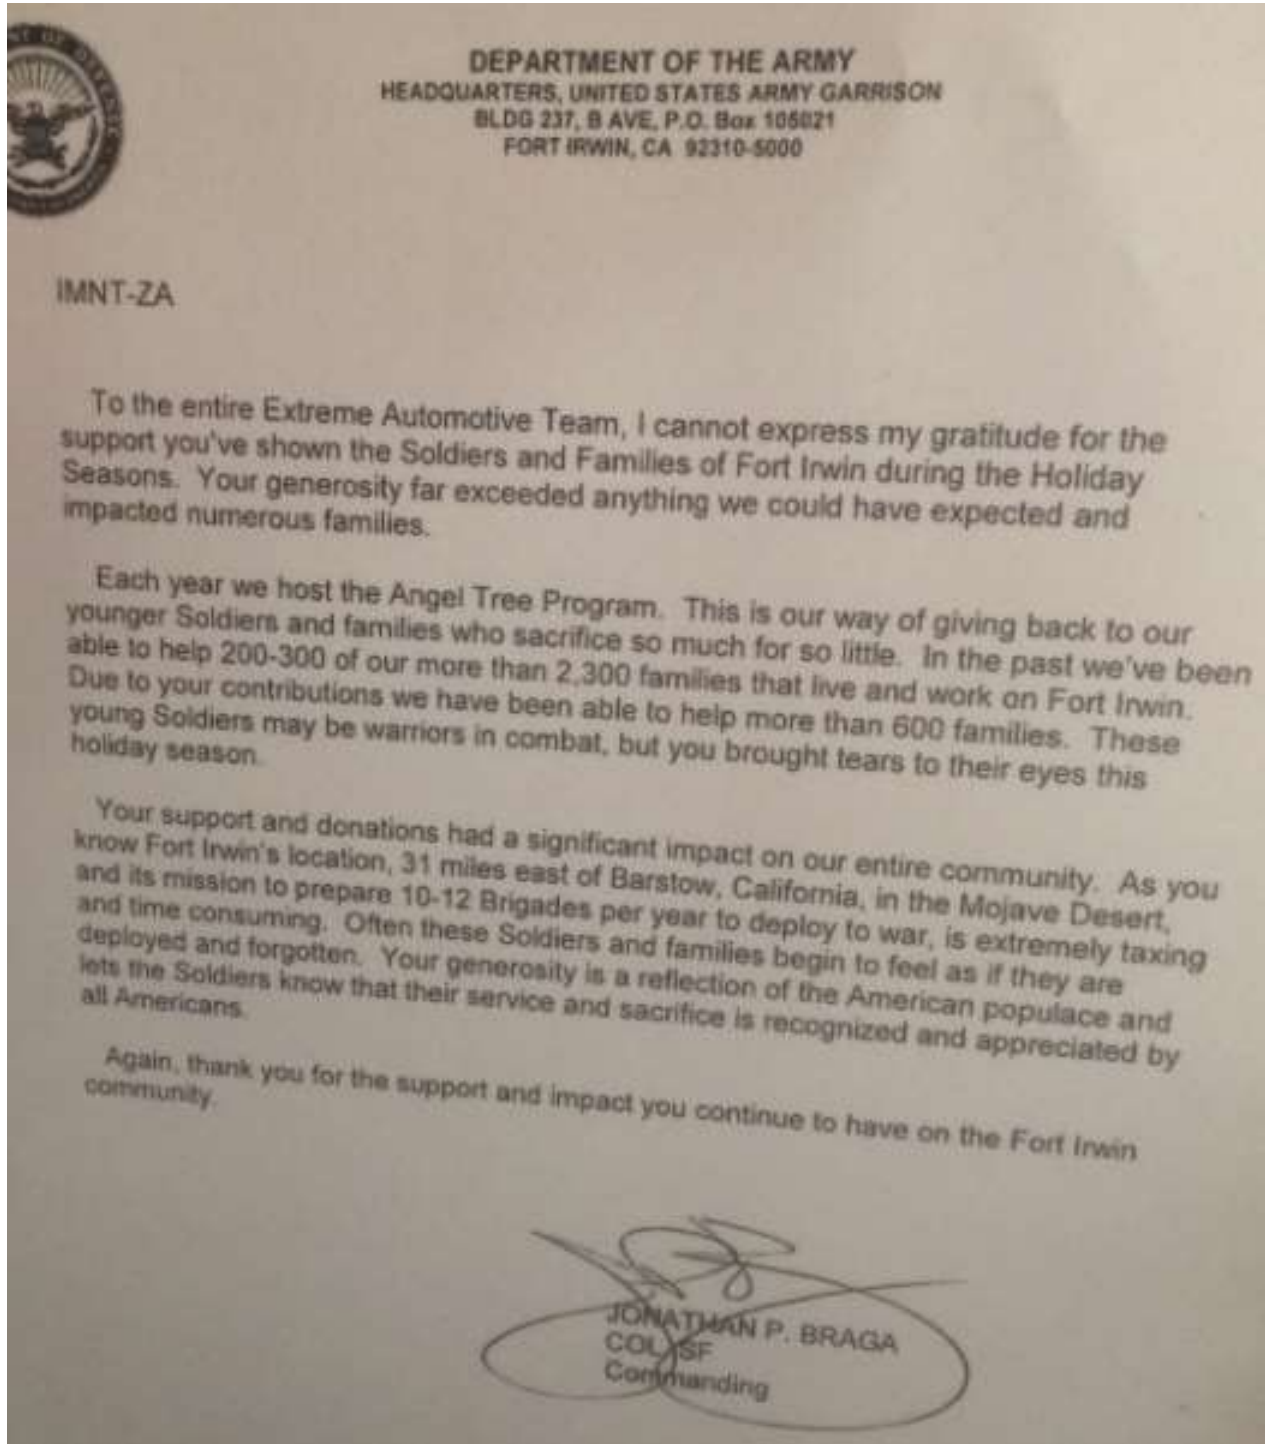 DEPARTMENT OF THE ARMY
HEADQUARTERS, UNITED STATES ARMY GARRISON
BLDG 237, B AVE, P.O. Box 105021
FORT IRWIN, CA 92310-5000
IMNT-ZA
To the entire Extreme Automotive Team, I cannot express my gratitude for the
support you've shown the Soldiers and Families of Fort Irwin during the Holiday
Seasons. Your generosity far exceeded anything we could have expected and
impacted numerous families.
Each year we host the Angel Tree Program. This is our way of giving back to our
younger Soldiers and families who sacrifice so much for so little. In the past we've been
able to help 200-300 of our more than 2,300 families that live and work on Fort Irwin.
Due to your contributions we have been able to help more than 600 families. These
young Soldiers may be warriors in combat, but you brought tears to their eyes this
holiday season.
Your support and donations had a significant impact on our entire community. As you
know Fort Irwin's location, 31 miles east of Barstow, California, in the Mojave Desert,
and its mission to prepare 10-12 Brigades per year to deploy to war, is extremely taxing
and time consuming. Often these Soldiers and families begin to feel as if they are
deployed and forgotten. Your generosity is a reflection of the American populace and
lets the Soldiers know that their service and sacrifice is recognized and appreciated by
all Americans.
Again, thank you for the support and impact you continue to have on the Fort Irwin
community.
JONATHAN P. BRAGA
COL, SF
Commanding